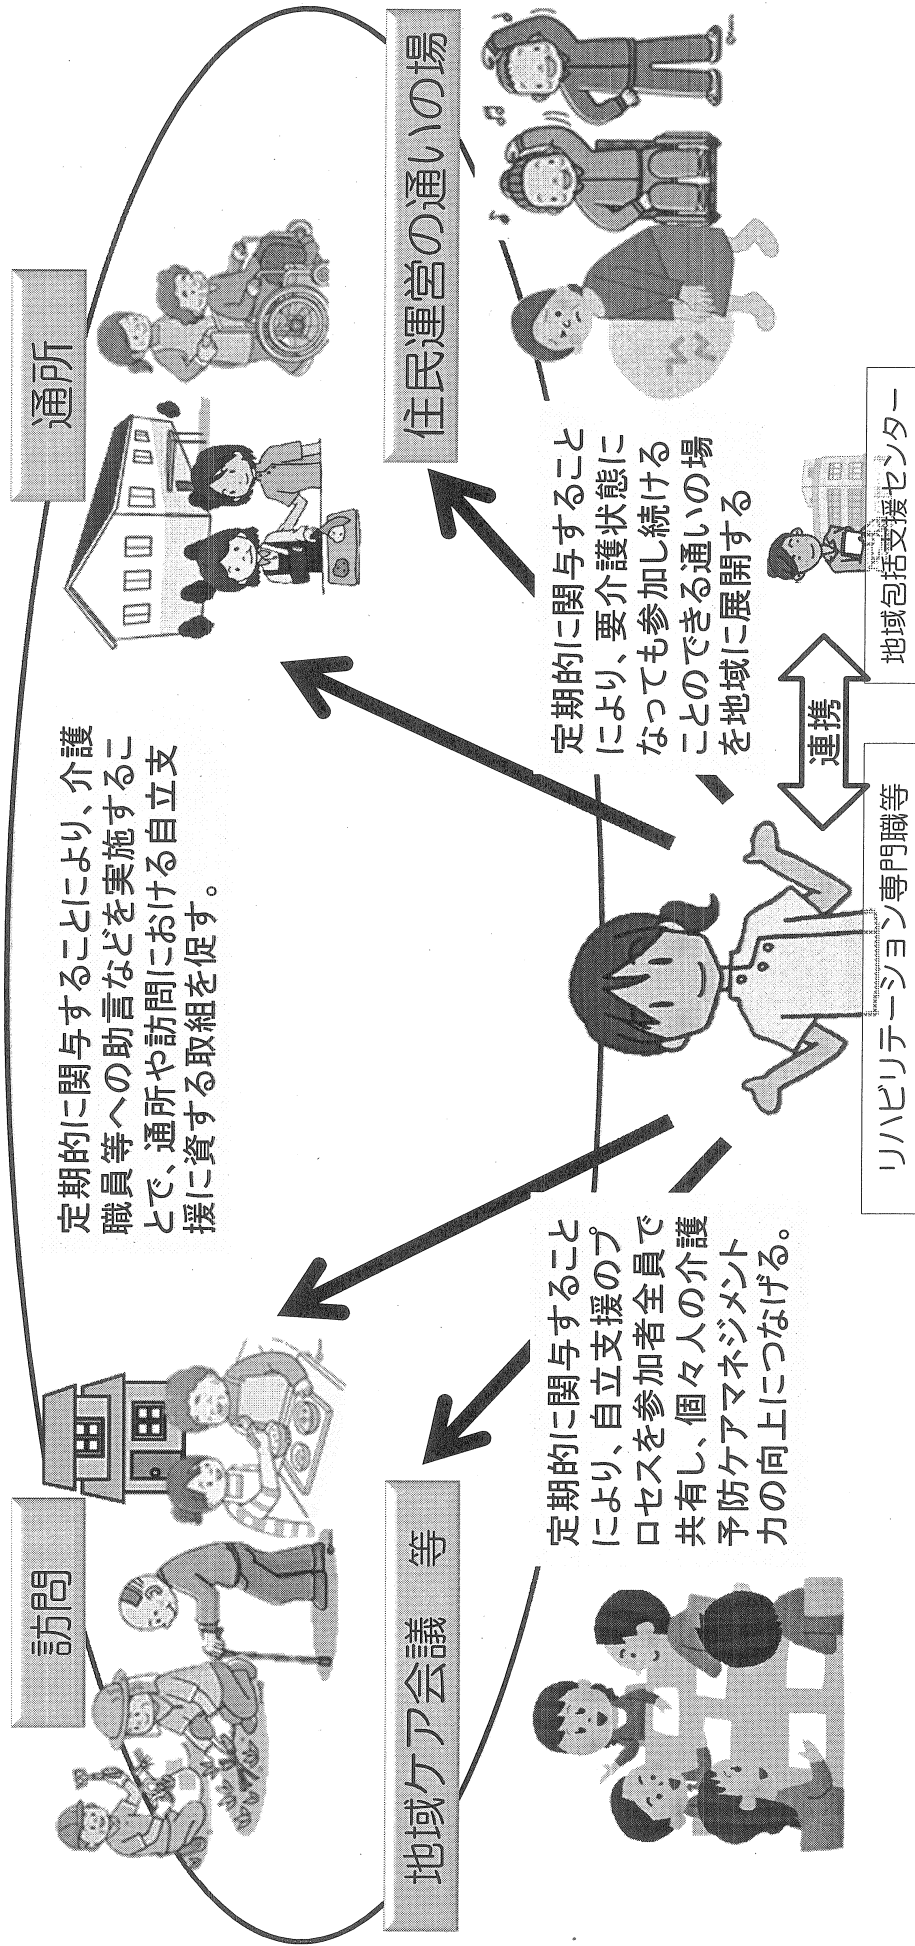 訪問
通所
定期的に関与することにより、介護
職員等への助言などを実施するこ
とで、通所や訪問における自立支
援に資する取組を促す。
地域ケア会議　等
住民運営の通いの場
定期的に関与すること
により、自立支援のプ
ロセスを参加者全員で
共有し、個々人の介護
予防ケアマネジメント
力の向上につなげる。
定期的に関与すること
により、要介護状態に
なっても参加し続ける
ことのできる通いの場
を地域に展開する
連携
リハビリテーション専門職等
地域包括支援センター